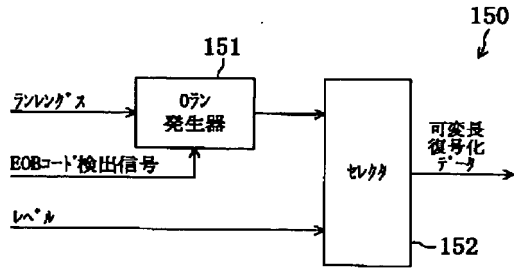 150
151
ランレングス
0ラン
発生器
EOBコード検出信号
レベル
セレクタ
可変長
復号化
データ
152